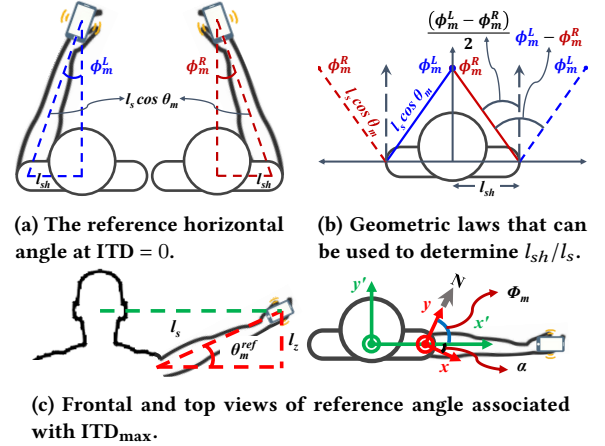 ϕ_m^L
ϕ_m^R
l_s cos θ_m
l_sh
l_sh
(a) The reference horizontal
angle at ITD = 0.
(ϕ_m^L − ϕ_m^R)
2
ϕ_m^L − ϕ_m^R
ϕ_m^R
ϕ_m^L
ϕ_m^R
ϕ_m^L
l_s cos θ_m
l_s cos θ_m
l_sh
(b) Geometric laws that can
be used to determine l_sh/l_s.
l_s
θ_m^ref
l_z
y′
y
N
Φ_m
x′
x
α
(c) Frontal and top views of reference angle associated
with ITD_max.